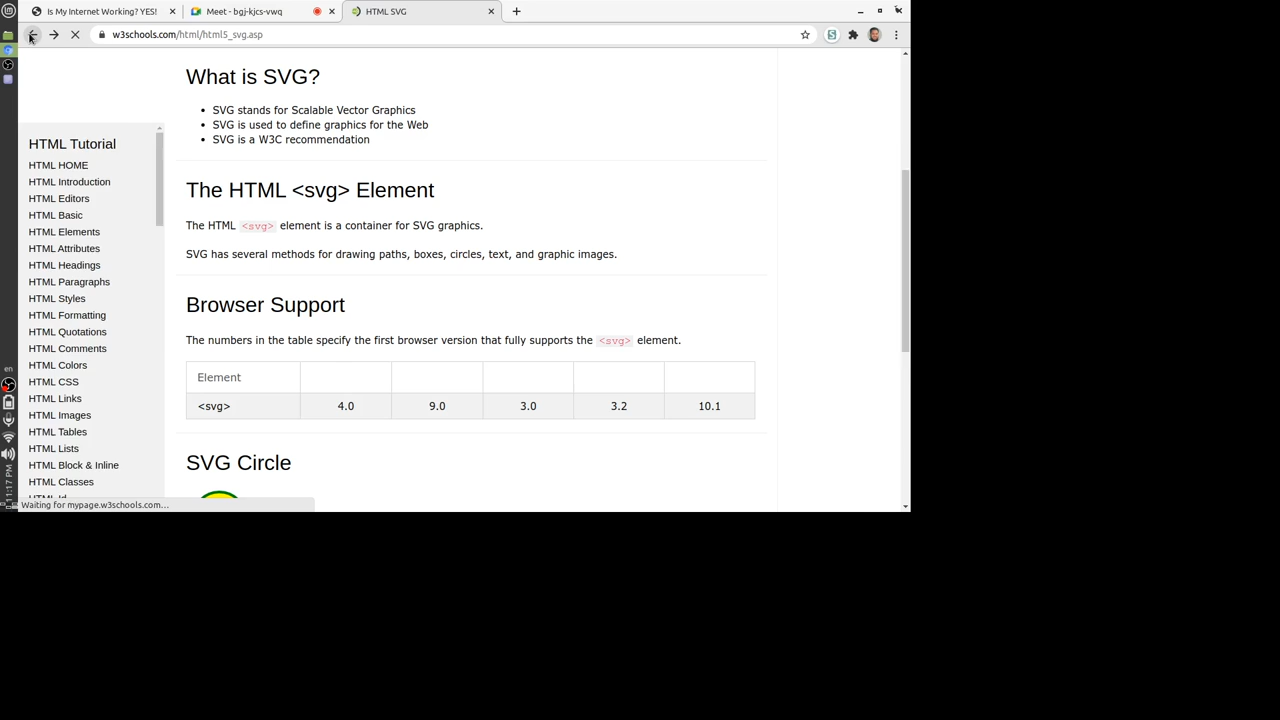 Is My Internet Working? YES!
Meet - bgj-kjcs-vwq
HTML SVG
w3schools.com/html/html5_svg.asp
What is SVG?
SVG stands for Scalable Vector Graphics
SVG is used to define graphics for the Web
SVG is a W3C recommendation
The HTML <svg> Element
The HTML <svg> element is a container for SVG graphics.
SVG has several methods for drawing paths, boxes, circles, text, and graphic images.
Browser Support
The numbers in the table specify the first browser version that fully supports the <svg> element.
Element
<svg> 4.0 9.0 3.0 3.2 10.1
SVG Circle
HTML Tutorial
HTML HOME
HTML Introduction
HTML Editors
HTML Basic
HTML Elements
HTML Attributes
HTML Headings
HTML Paragraphs
HTML Styles
HTML Formatting
HTML Quotations
HTML Comments
HTML Colors
HTML CSS
HTML Links
HTML Images
HTML Tables
HTML Lists
HTML Block & Inline
HTML Classes
HTML Id
Waiting for mypage.w3schools.com…
en
11:17 PM